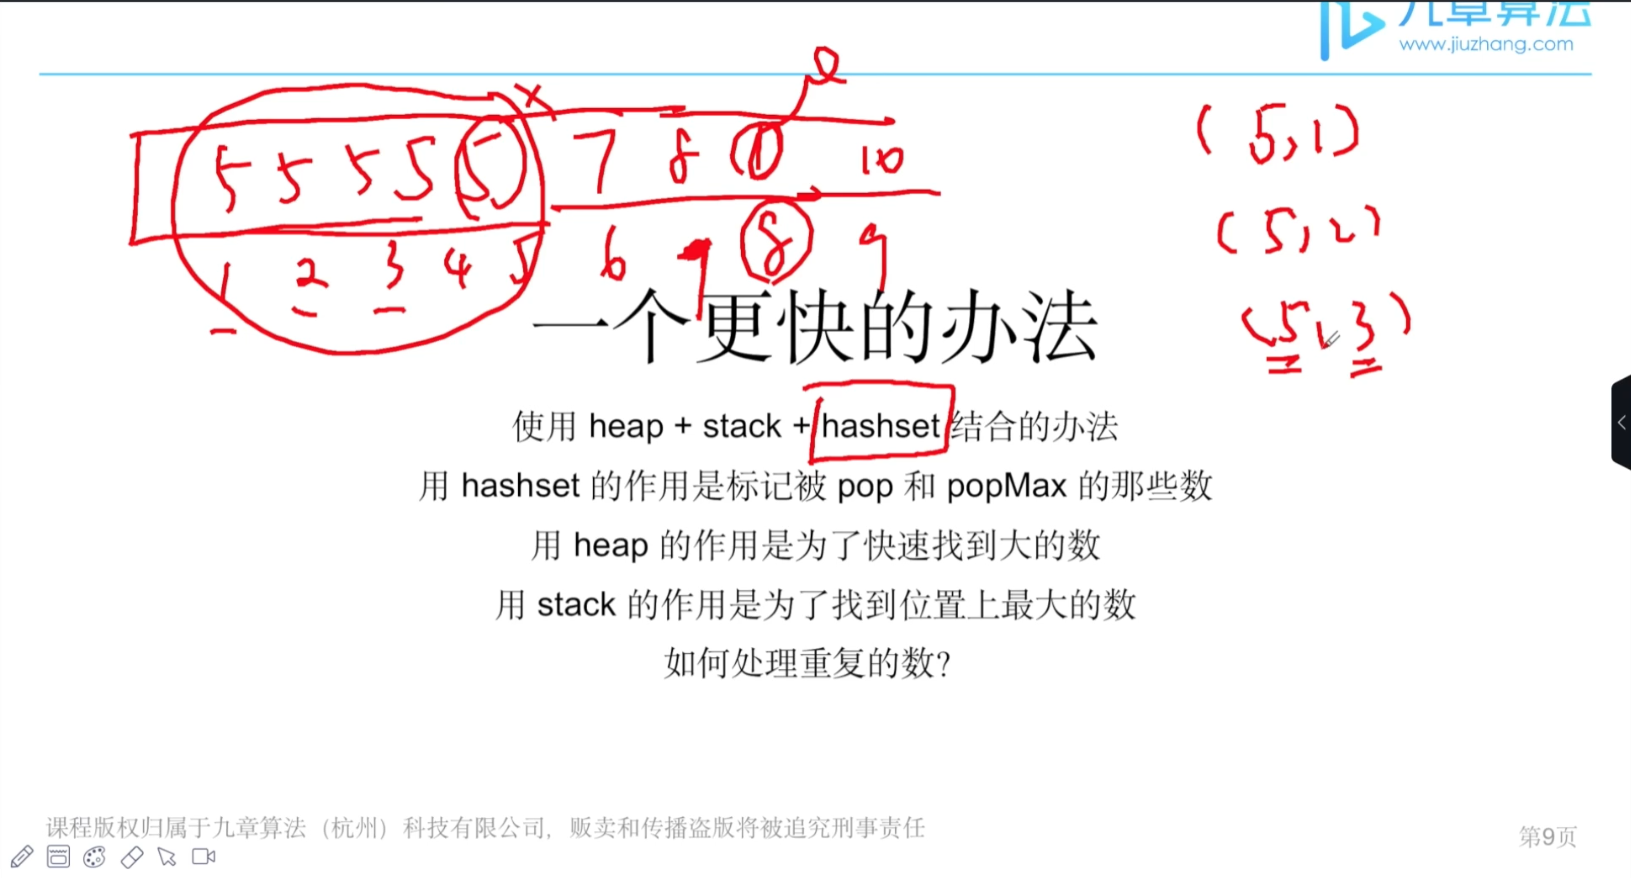 九章算法
www.jiuzhang.com
5 5 5 5 5 7 8 1 10
1 2 3 4 5 6 9 8 9
(5,1)
(5,2)
(5,3)
一个更快的办法
使用 heap + stack + hashset 结合的办法
用 hashset 的作用是标记被 pop 和 popMax 的那些数
用 heap 的作用是为了快速找到大的数
用 stack 的作用是为了找到位置上最大的数
如何处理重复的数?
课程版权归属于九章算法（杭州）科技有限公司，贩卖和传播盗版将被追究刑事责任
第9页